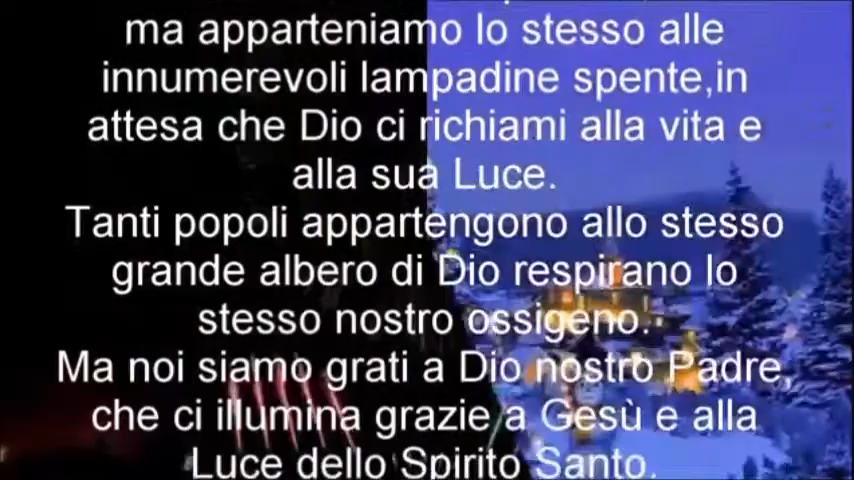 ma apparteniamo lo stesso alle
innumerevoli lampadine spente,in
attesa che Dio ci richiami alla vita e
alla sua Luce.
Tanti popoli appartengono allo stesso
grande albero di Dio respirano lo
stesso nostro ossigeno.
Ma noi siamo grati a Dio nostro Padre,
che ci illumina grazie a Gesù e alla
Luce dello Spirito Santo.